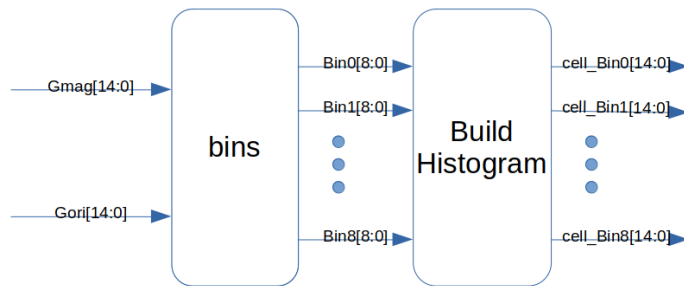 Gmag[14:0]
Gori[14:0]
bins
Bin0[8:0]
Bin1[8:0]
Bin8[8:0]
Build
Histogram
cell_Bin0[14:0]
cell_Bin1[14:0]
cell_Bin8[14:0]